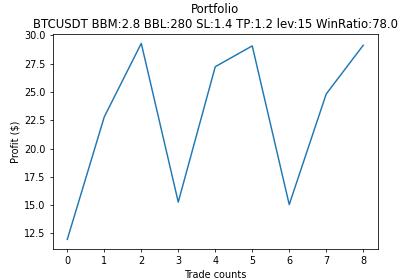 Portfolio
BTCUSDT BBM:2.8 BBL:280 SL:1.4 TP:1.2 lev:15 WinRatio:78.0
30.0
27.5
25.0
22.5
20.0
17.5
15.0
12.5
Profit ($)
0 1 2 3 4 5 6 7 8
Trade counts